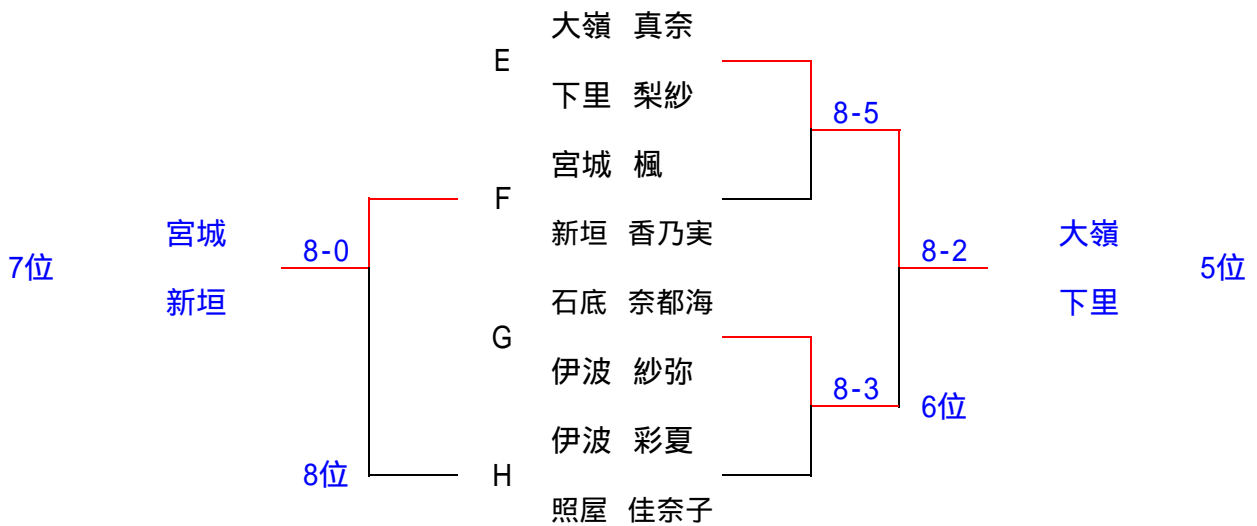 大嶺 真奈
E
下里 梨紗
8-5
宮城 楓
F
宮城
新垣 香乃実
大嶺
8-0
8-2
7位
5位
新垣
石底 奈都海
下里
G
伊波 紗弥
8-3
6位
伊波 彩夏
8位
H
照屋 佳奈子